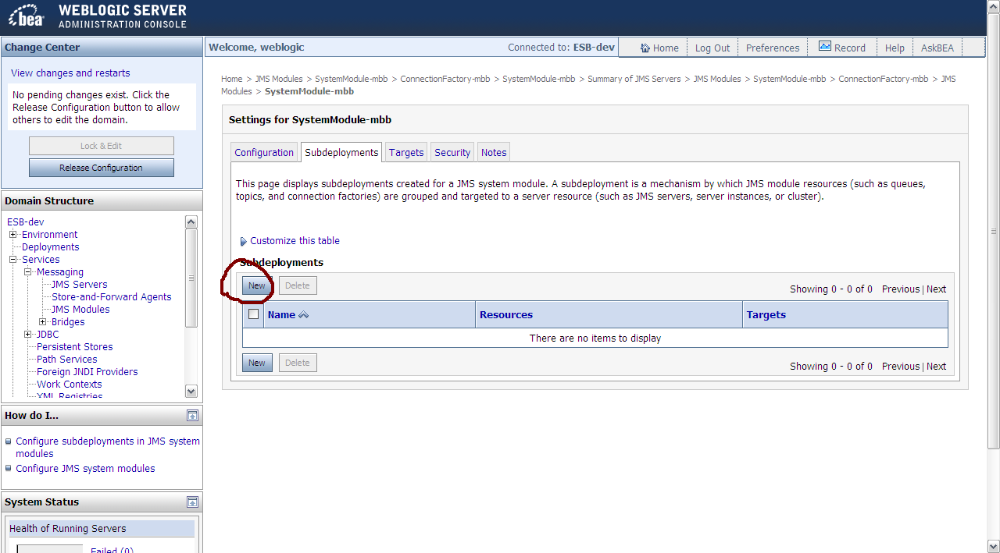 bea
WEBLOGIC SERVER
ADMINISTRATION CONSOLE
Change Center
View changes and restarts
No pending changes exist. Click the
Release Configuration button to allow
others to edit the domain.
Lock & Edit
Release Configuration
Domain Structure
ESB-dev
Environment
Deployments
Services
Messaging
JMS Servers
Store-and-Forward Agents
JMS Modules
Bridges
JDBC
Persistent Stores
Path Services
Foreign JNDI Providers
Work Contexts
XML Registries
How do I...
Configure subdeployments in JMS system
modules
Configure JMS system modules
System Status
Health of Running Servers
Failed (0)
Welcome, weblogic
Connected to: ESB-dev
Home Log Out Preferences Record Help AskBEA
Home > JMS Modules > SystemModule-mbb > ConnectionFactory-mbb > SystemModule-mbb > Summary of JMS Servers > JMS Modules > SystemModule-mbb > ConnectionFactory-mbb > JMS
Modules > SystemModule-mbb
Settings for SystemModule-mbb
Configuration Subdeployments Targets Security Notes
This page displays subdeployments created for a JMS system module. A subdeployment is a mechanism by which JMS module resources (such as queues,
topics, and connection factories) are grouped and targeted to a server resource (such as JMS servers, server instances, or cluster).
Customize this table
Subdeployments
New Delete Showing 0 - 0 of 0 Previous | Next
Name Resources Targets
There are no items to display
New Delete Showing 0 - 0 of 0 Previous | Next